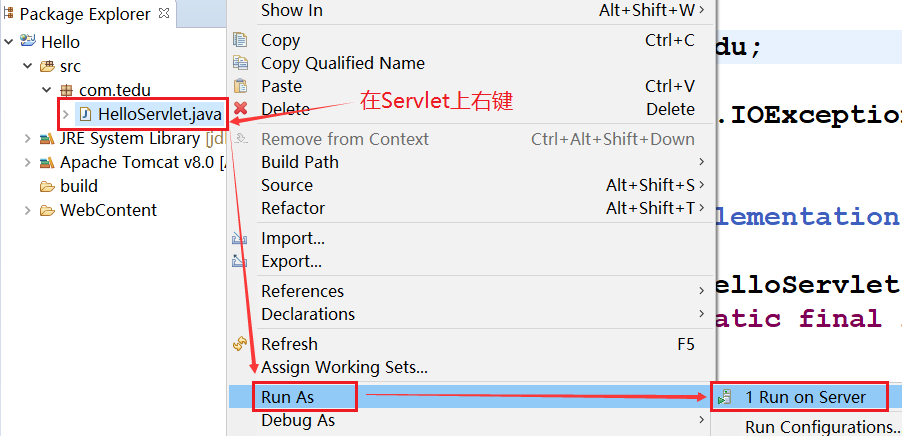 Package Explorer
Hello
src
com.tedu
HelloServlet.java
JRE System Library [jd
Apache Tomcat v8.0 [
build
WebContent
Show In Alt+Shift+W
Copy Ctrl+C
Copy Qualified Name
Paste Ctrl+V
Delete Delete
Remove from Context Ctrl+Alt+Shift+Down
Build Path
Source Alt+Shift+S
Refactor Alt+Shift+T
Import...
Export...
References
Declarations
Refresh F5
Assign Working Sets...
Run As
Debug As
1 Run on Server
Run Configurations...
在Servlet上右键
du;
.IOException
lementation
elloServlet
atic final